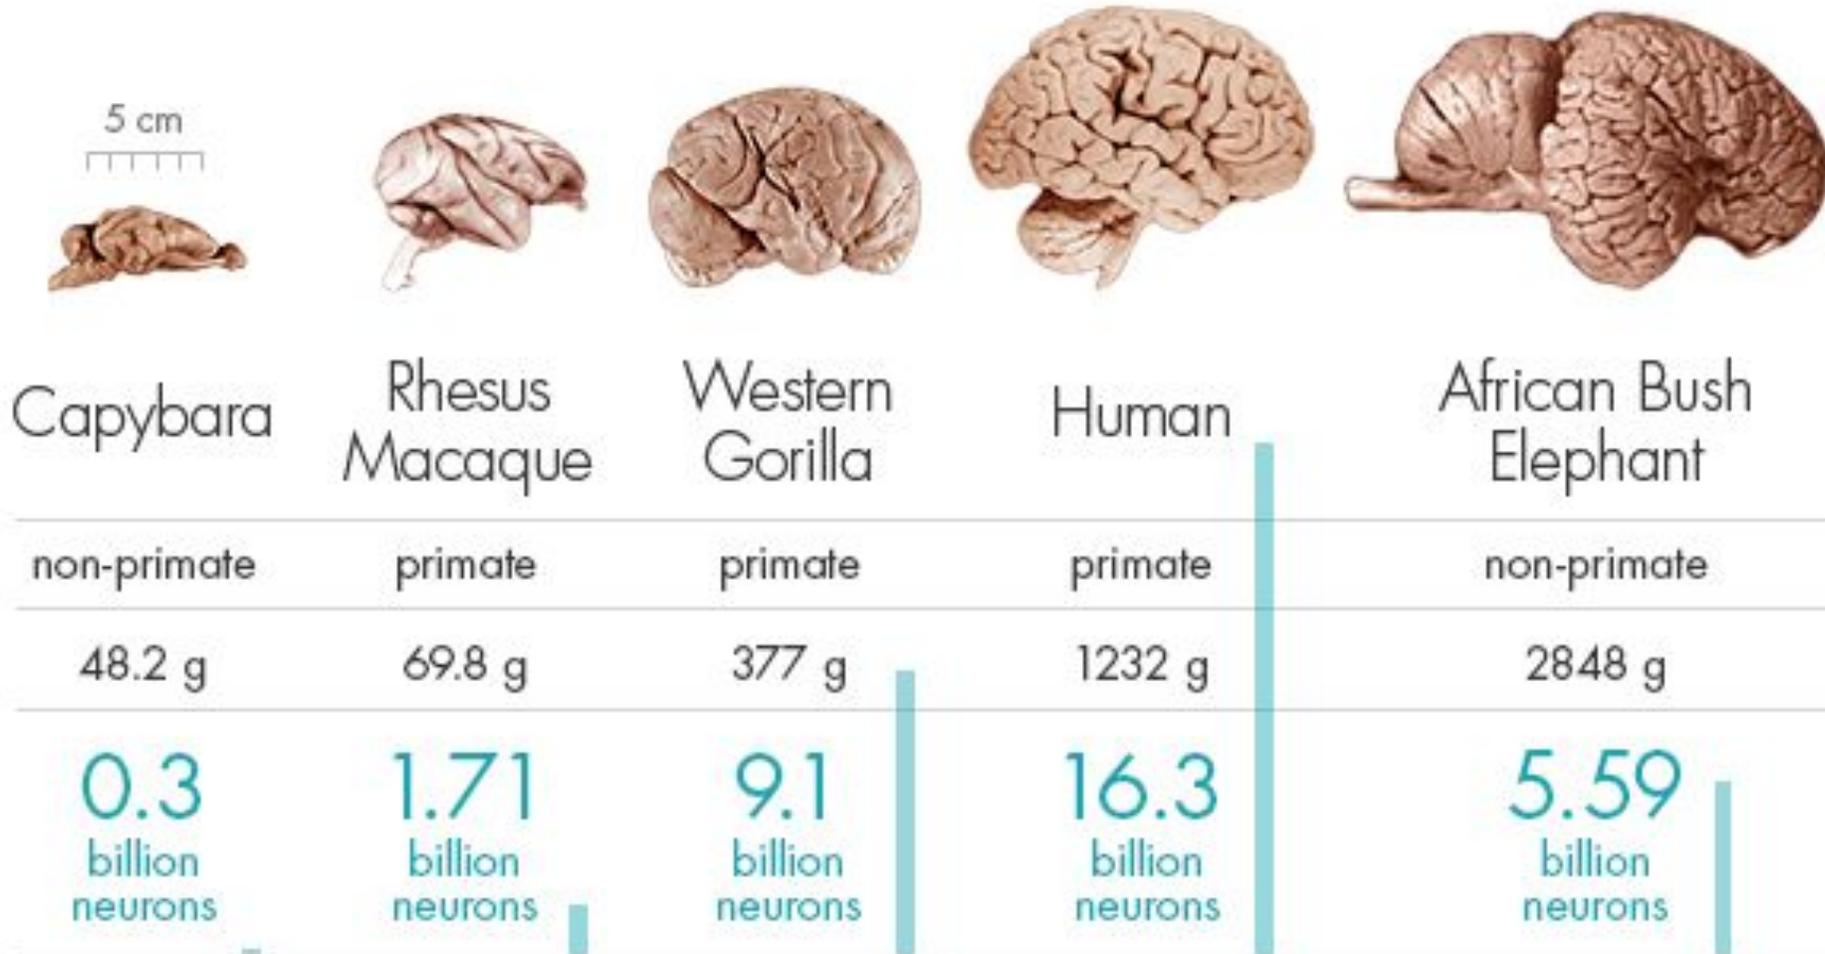 5 cm
Capybara
Rhesus
Macaque
Western
Gorilla
Human
African Bush
Elephant
non-primate
primate
primate
primate
non-primate
48.2 g
69.8 g
377 g
1232 g
2848 g
0.3
billion
neurons
1.71
billion
neurons
9.1
billion
neurons
16.3
billion
neurons
5.59
billion
neurons